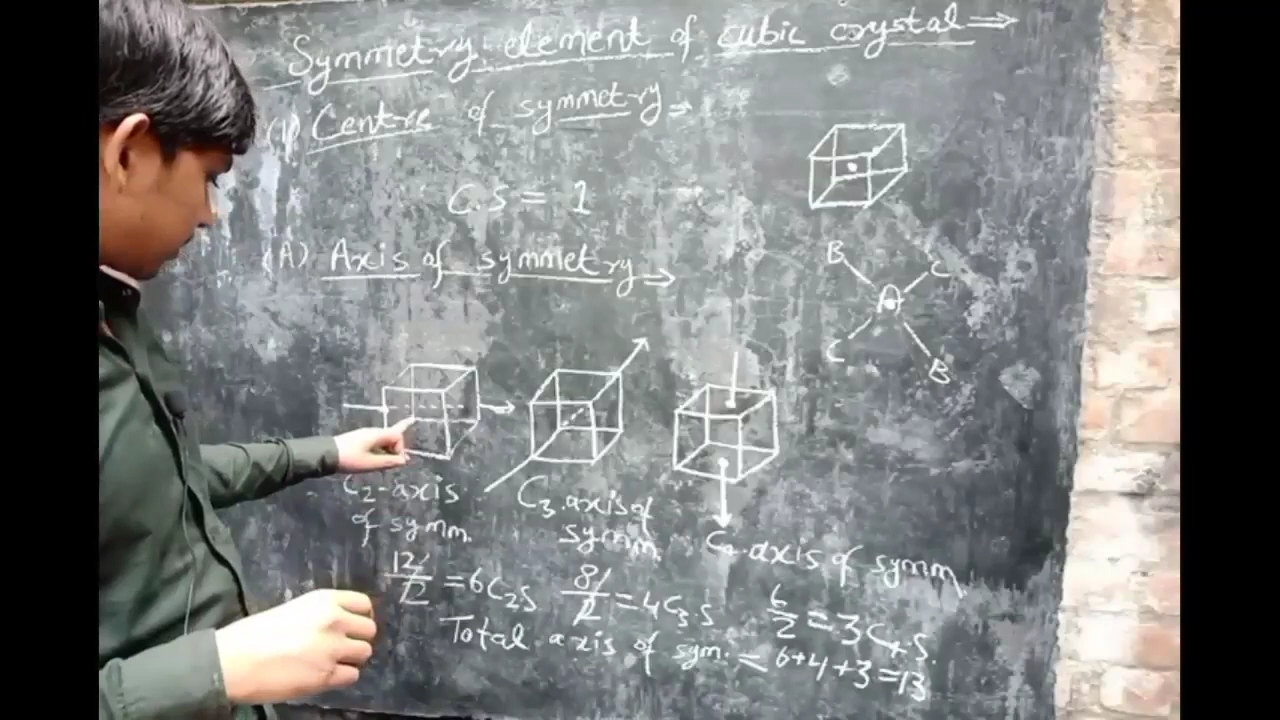 Symmetry element of cubic crystal ⇒
(1) Centre of symmetry →
C.S = 1
B C
A
C B
(A) Axis of symmetry →
C2-axis of symm.
12/2 = 6C2S
C3.axis of symm.
8/2 = 4C3S
C4.axis of symm
6/2 = 3C4S.
Total axis of sym. = 6+4+3=13